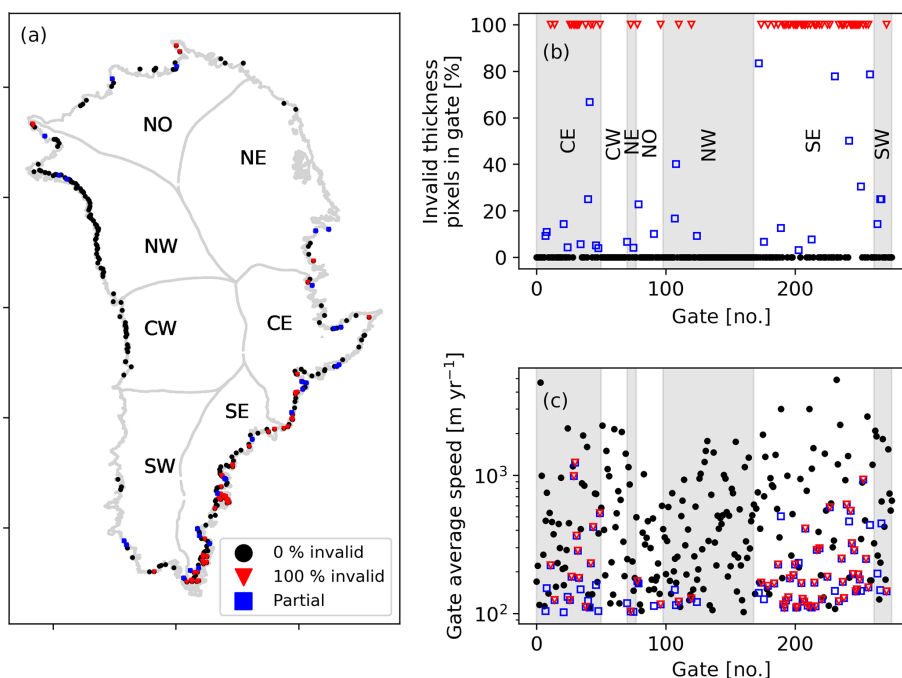 (a)
NO
NE
NW
CW
CE
SE
SW
0 % invalid
100 % invalid
Partial
Invalid thickness
pixels in gate [%]
100
80
60
40
20
0
(b)
CE
CW
NE
NO
NW
SE
SW
0 100 200
Gate [no.]
Gate average speed [m yr⁻¹]
10³
10²
(c)
0 100 200
Gate [no.]